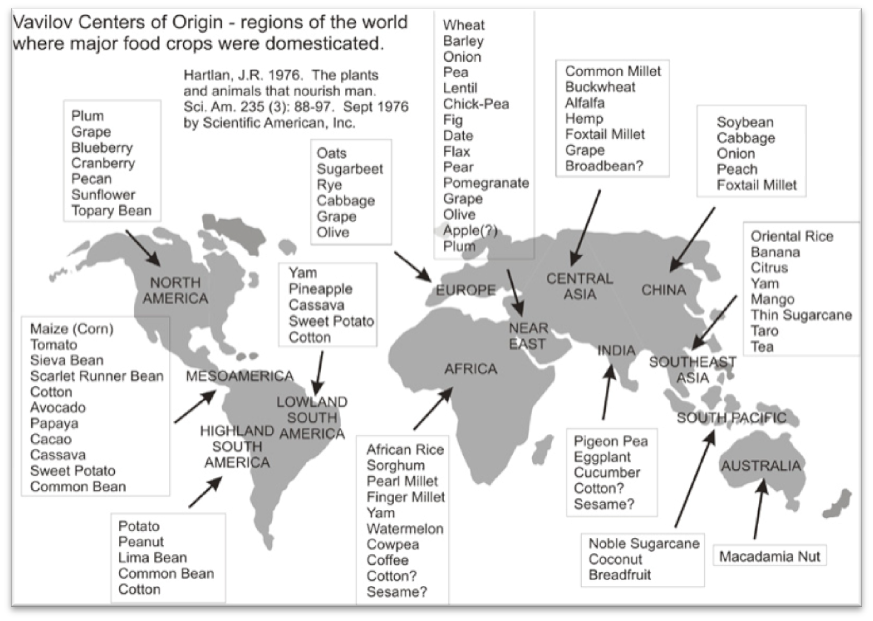 Vavilov Centers of Origin - regions of the world
where major food crops were domesticated.
Hartlan, J.R. 1976. The plants
and animals that nourish man.
Sci. Am. 235 (3): 88-97. Sept 1976
by Scientific American, Inc.
Plum
Grape
Blueberry
Cranberry
Pecan
Sunflower
Topary Bean
Oats
Sugarbeet
Rye
Cabbage
Grape
Olive
Wheat
Barley
Onion
Pea
Lentil
Chick-Pea
Fig
Date
Flax
Pear
Pomegranate
Grape
Olive
Apple(?)
Plum
Common Millet
Buckwheat
Alfalfa
Hemp
Foxtail Millet
Grape
Broadbean?
Soybean
Cabbage
Onion
Peach
Foxtail Millet
Oriental Rice
Banana
Citrus
Yam
Mango
Thin Sugarcane
Taro
Tea
Yam
Pineapple
Cassava
Sweet Potato
Cotton
NORTH
AMERICA
EUROPE
CENTRAL
ASIA
CHINA
NEAR
EAST
INDIA
SOUTHEAST
ASIA
AFRICA
MESOAMERICA
LOWLAND
SOUTH
AMERICA
HIGHLAND
SOUTH
AMERICA
SOUTH PACIFIC
AUSTRALIA
Maize (Corn)
Tomato
Sieva Bean
Scarlet Runner Bean
Cotton
Avocado
Papaya
Cacao
Cassava
Sweet Potato
Common Bean
Potato
Peanut
Lima Bean
Common Bean
Cotton
African Rice
Sorghum
Pearl Millet
Finger Millet
Yam
Watermelon
Cowpea
Coffee
Cotton?
Sesame?
Pigeon Pea
Eggplant
Cucumber
Cotton?
Sesame?
Noble Sugarcane
Coconut
Breadfruit
Macadamia Nut